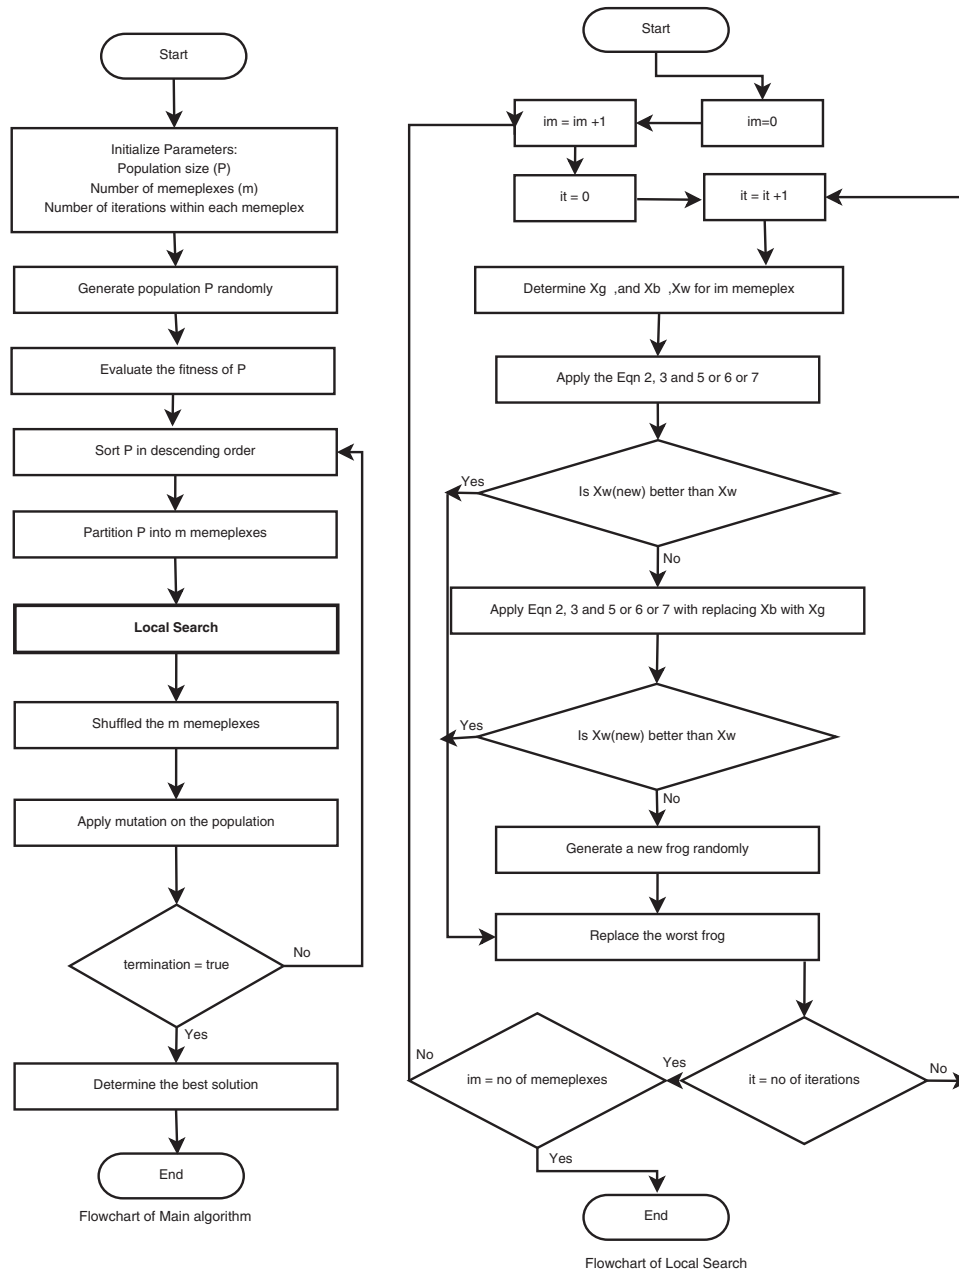 Start
Initialize Parameters:
Population size (P)
Number of memeplexes (m)
Number of iterations within each memeplex
Generate population P randomly
Evaluate the fitness of P
Sort P in descending order
Partition P into m memeplexes
Local Search
Shuffled the m memeplexes
Apply mutation on the population
termination = true
No
Yes
Determine the best solution
End
Flowchart of Main algorithm
Start
im = im +1
im=0
it = 0
it = it +1
Determine Xg ,and Xb ,Xw for im memeplex
Apply the Eqn 2, 3 and 5 or 6 or 7
Yes
Is Xw(new) better than Xw
No
Apply Eqn 2, 3 and 5 or 6 or 7 with replacing Xb with Xg
Yes
Is Xw(new) better than Xw
No
Generate a new frog randomly
Replace the worst frog
No
im = no of memeplexes
Yes
it = no of iterations
No
Yes
End
Flowchart of Local Search